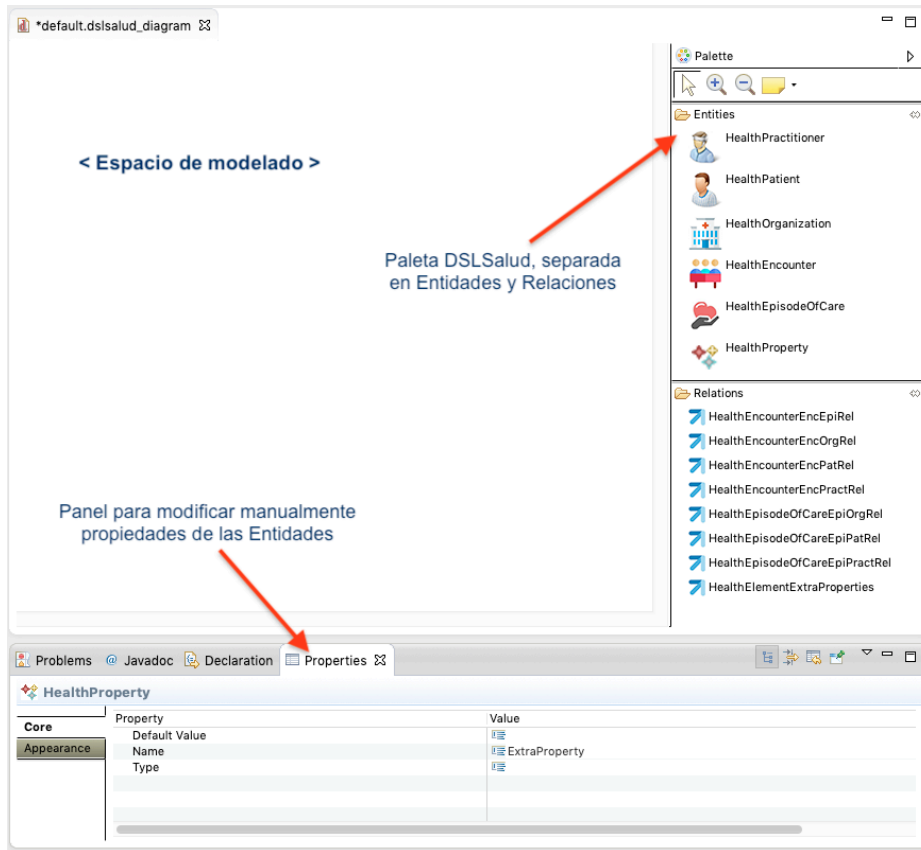 *default.dslsalud_diagram
Palette
Entities
HealthPractitioner
HealthPatient
HealthOrganization
HealthEncounter
HealthEpisodeOfCare
HealthProperty
< Espacio de modelado >
Paleta DSLSalud, separada
en Entidades y Relaciones
Relations
HealthEncounterEncEpiRel
HealthEncounterEncOrgRel
HealthEncounterEncPatRel
HealthEncounterEncPractRel
HealthEpisodeOfCareEpiOrgRel
HealthEpisodeOfCareEpiPatRel
HealthEpisodeOfCareEpiPractRel
HealthElementExtraProperties
Panel para modificar manualmente
propiedades de las Entidades
Problems @ Javadoc Declaration Properties
HealthProperty
Core
Appearance
Property Value
Default Value
Name ExtraProperty
Type